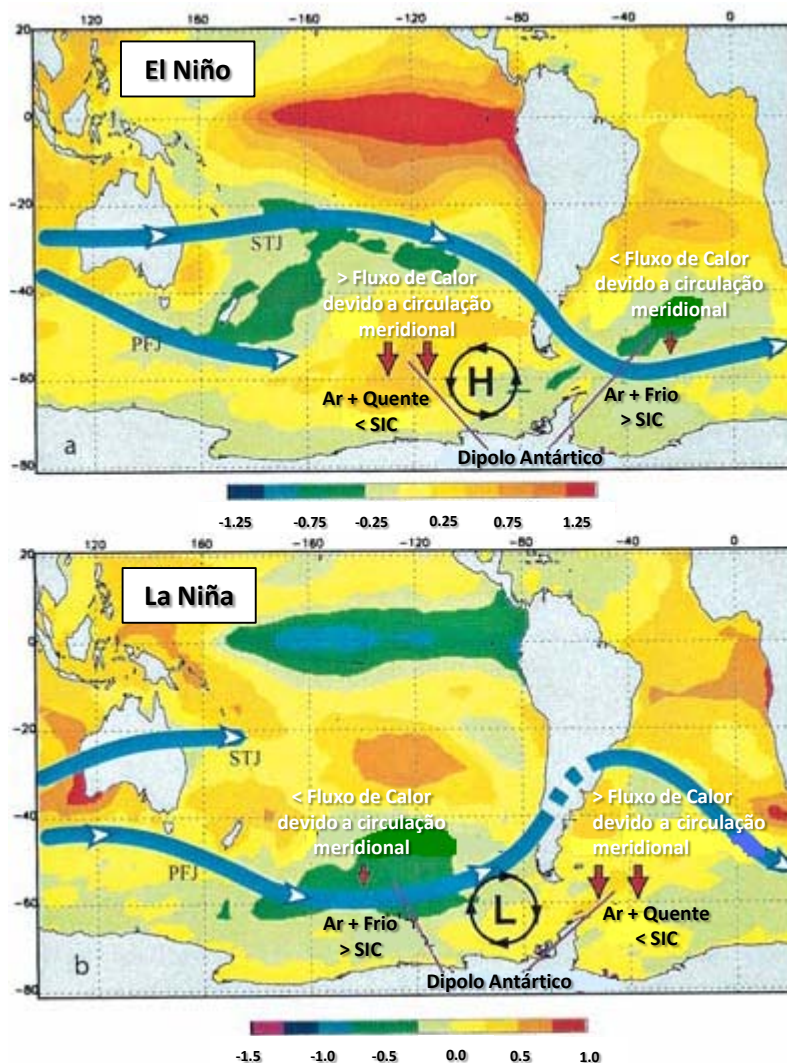 120
-160
-120
-80
-40
0
20
El Niño
0
-20
STJ
< Fluxo de Calor
devido a circulação
meridional
> Fluxo de Calor
devido a circulação
meridional
-40
PFJ
H
-60
Ar + Quente
< SIC
Ar + Frio
> SIC
a
Dipolo Antártico
-80
-1.25 -0.75 -0.25 0.25 0.75 1.25
20
120
-160
-120
-80
-40
0
La Niña
0
-20
STJ
< Fluxo de Calor
devido a circulação
meridional
> Fluxo de Calor
devido a circulação
meridional
-40
PFJ
L
-60
Ar + Frio
> SIC
Ar + Quente
< SIC
b
Dipolo Antártico
-80
-1.5 -1.0 -0.5 0.0 0.5 1.0